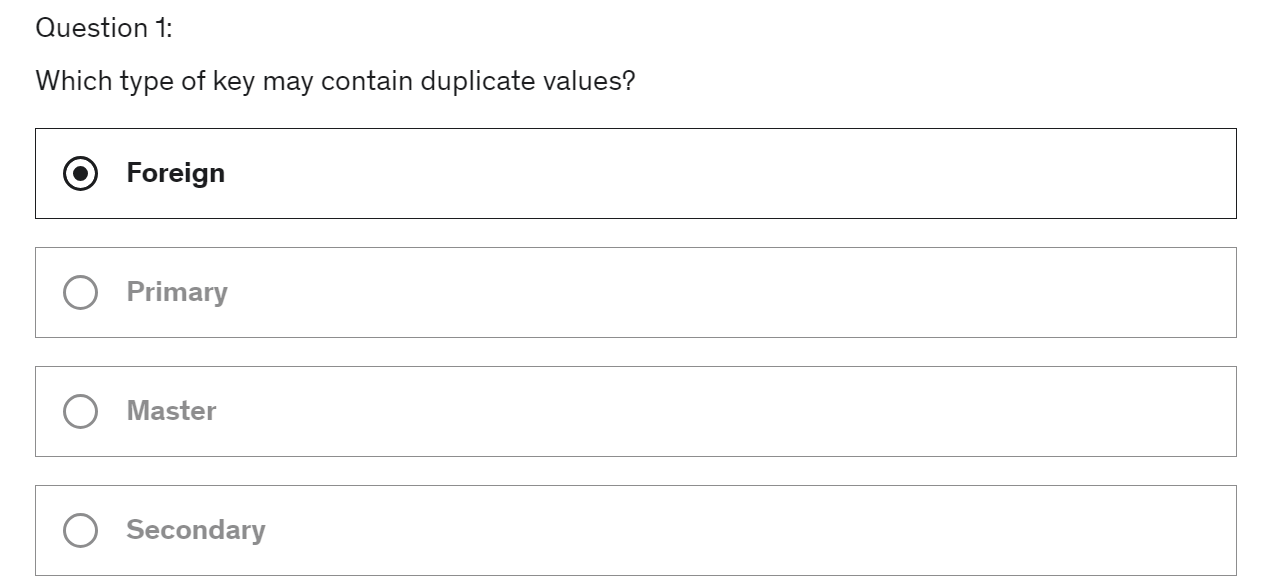 Question 1:
Which type of key may contain duplicate values?
Foreign
Primary
Master
Secondary